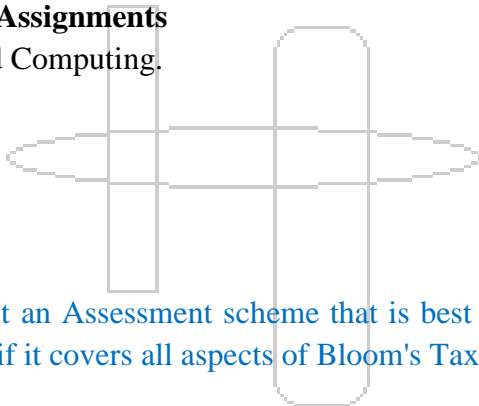 Assignments
d Computing.
t an Assessment scheme that is best
if it covers all aspects of Bloom's Tax